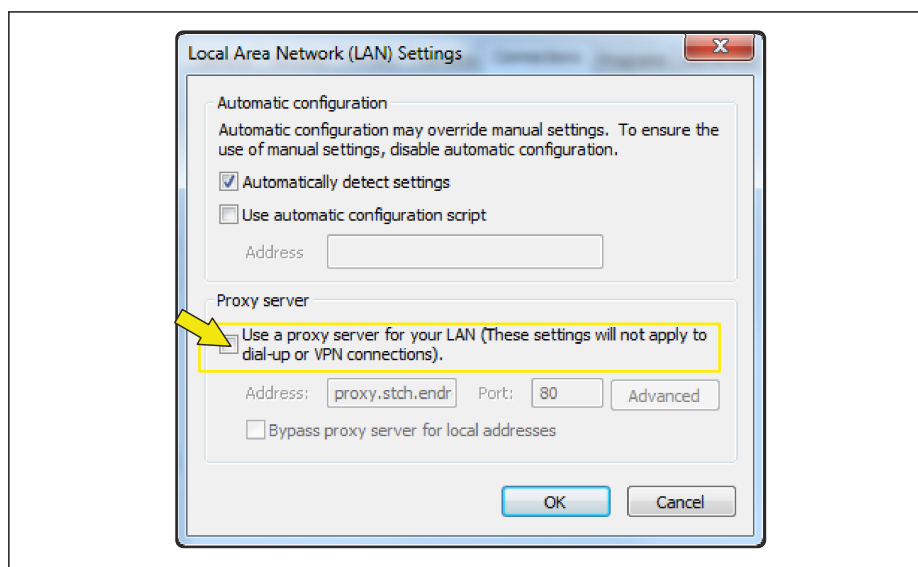 Local Area Network (LAN) Settings
Automatic configuration
Automatic configuration may override manual settings. To ensure the
use of manual settings, disable automatic configuration.
Automatically detect settings
Use automatic configuration script
Address
Proxy server
Use a proxy server for your LAN (These settings will not apply to
dial-up or VPN connections).
Address: proxy.stch.endr Port: 80 Advanced
Bypass proxy server for local addresses
OK Cancel